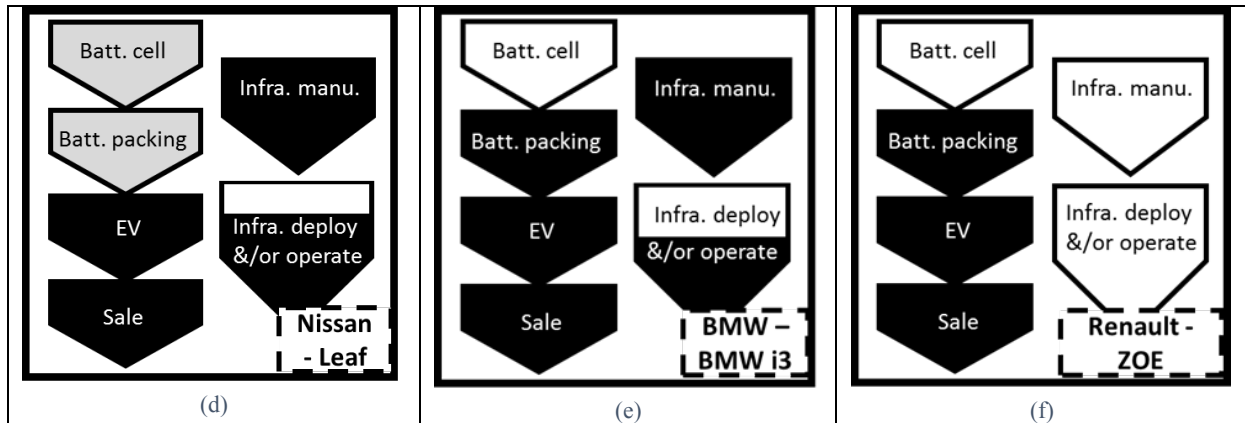 Batt. cell
Batt. packing
EV
Sale
Infra. manu.
Infra. deploy
&/or operate
Nissan
- Leaf
(d)
Batt. cell
Batt. packing
EV
Sale
Infra. manu.
Infra. deploy
&/or operate
BMW –
BMW i3
(e)
Batt. cell
Batt. packing
EV
Sale
Infra. manu.
Infra. deploy
&/or operate
Renault -
ZOE
(f)